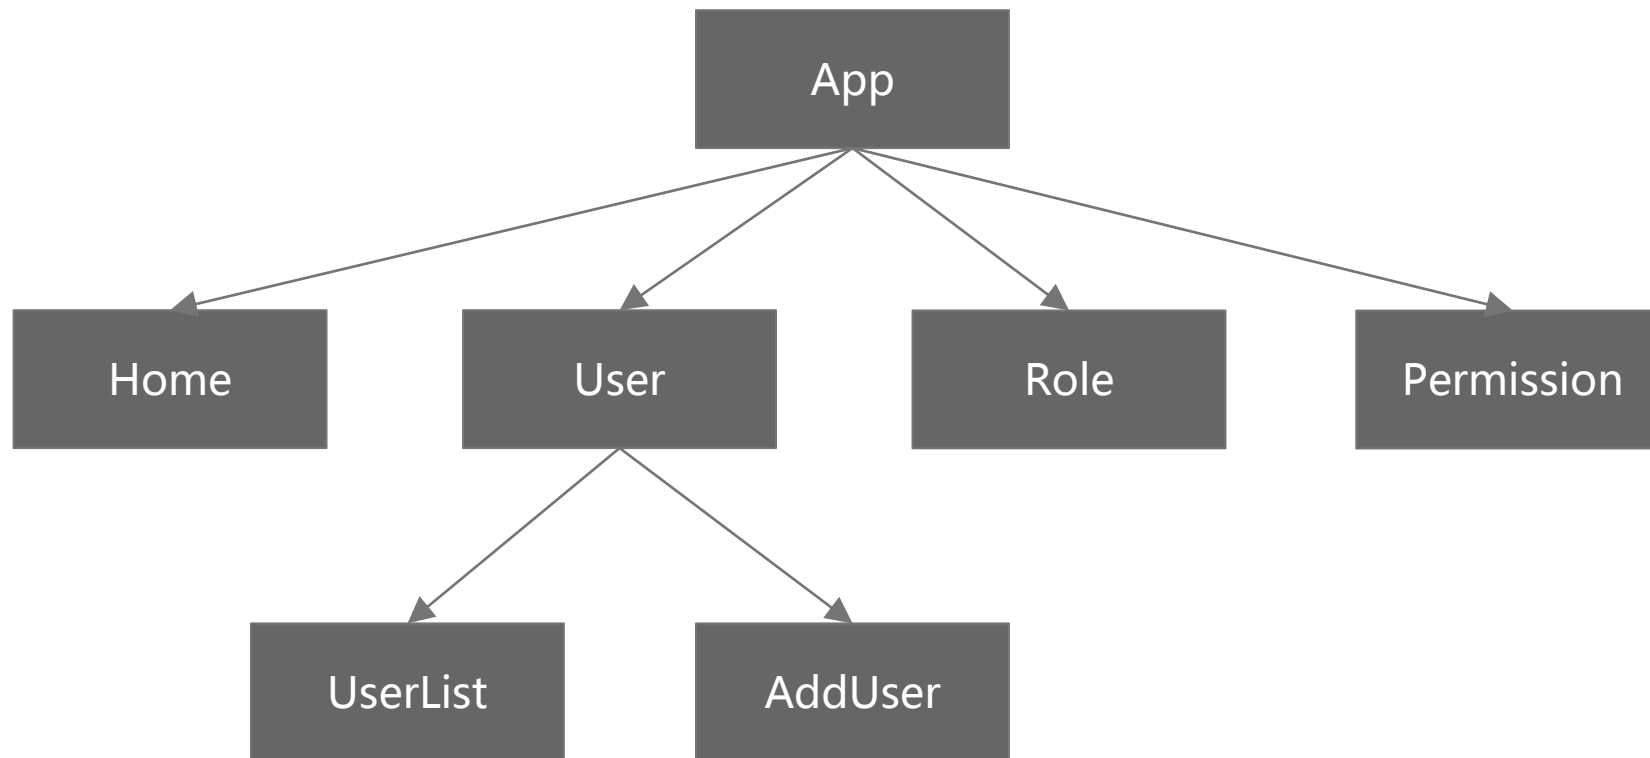 App
Home
User
Role
Permission
UserList
AddUser